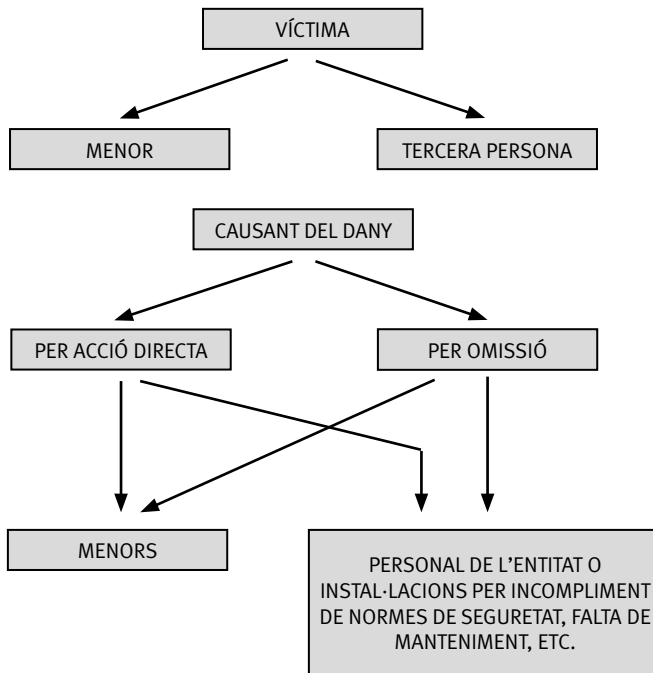 VÍCTIMA
MENOR
TERCERA PERSONA
CAUSANT DEL DANY
PER ACCIÓ DIRECTA
PER OMISSIÓ
MENORS
PERSONAL DE L’ENTITAT O
INSTAL·LACIONS PER INCOMPLIMENT
DE NORMES DE SEGURETAT, FALTA DE
MANTENIMENT, ETC.